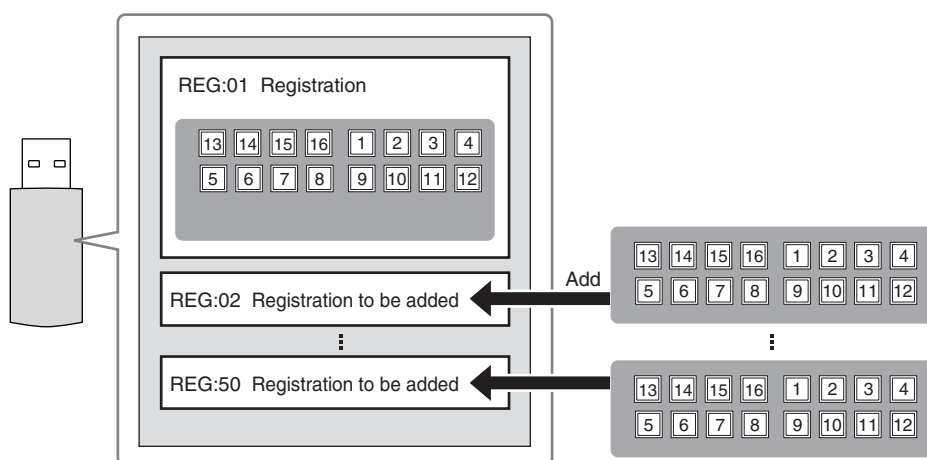 REG:01 Registration
13 14 15 16 1 2 3 4
5 6 7 8 9 10 11 12
REG:02 Registration to be added
Add
13 14 15 16 1 2 3 4
5 6 7 8 9 10 11 12
REG:50 Registration to be added
13 14 15 16 1 2 3 4
5 6 7 8 9 10 11 12